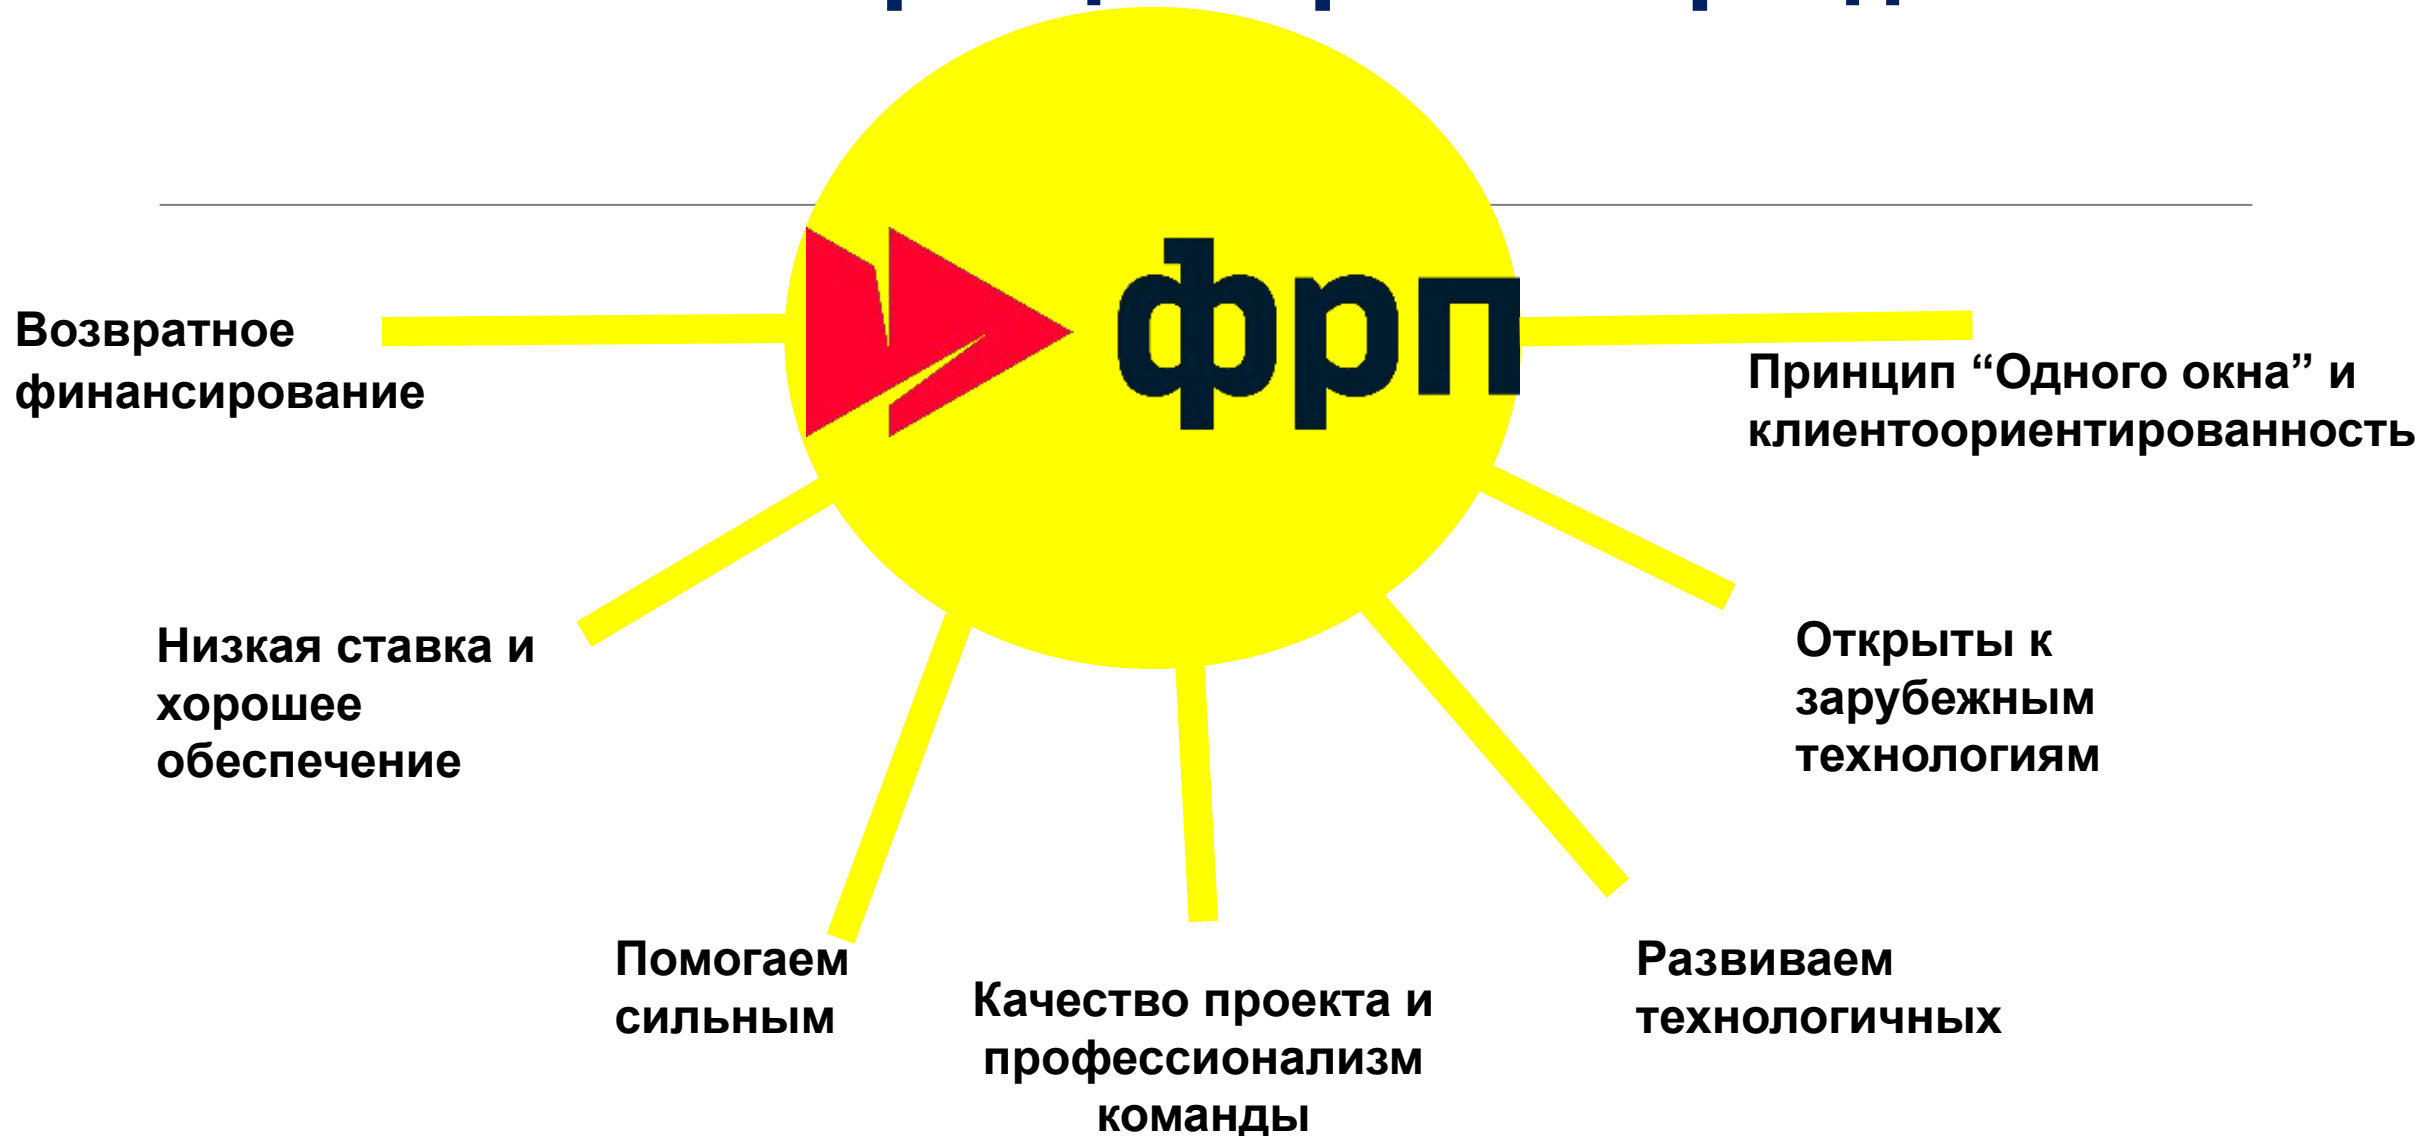 фрп
Возвратное
финансирование
Принцип “Одного окна” и
клиентоориентированность
Низкая ставка и
хорошее
обеспечение
Открыты к
зарубежным
технологиям
Помогаем
сильным
Качество проекта и
профессионализм
команды
Развиваем
технологичных